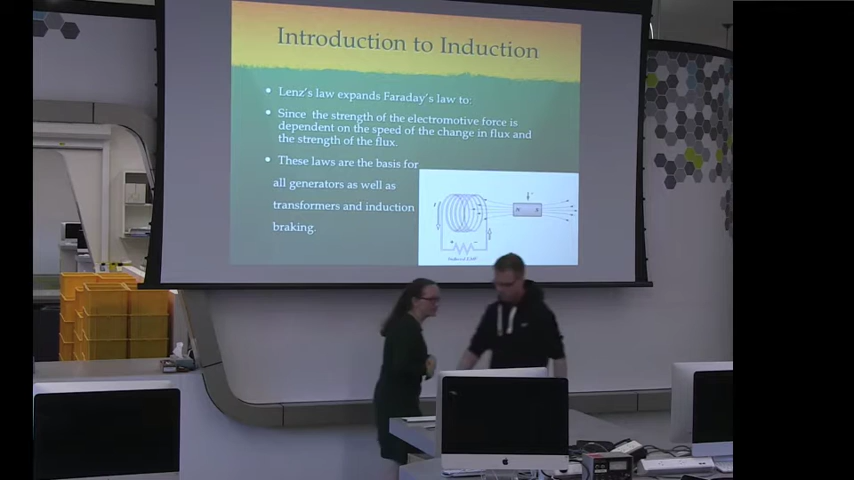 Introduction to Induction
• Lenz's law expands Faraday's law to:
• Since the strength of the electromotive force is
dependent on the speed of the change in flux and
the strength of the flux.
• These laws are the basis for
all generators as well as
transformers and induction
braking.